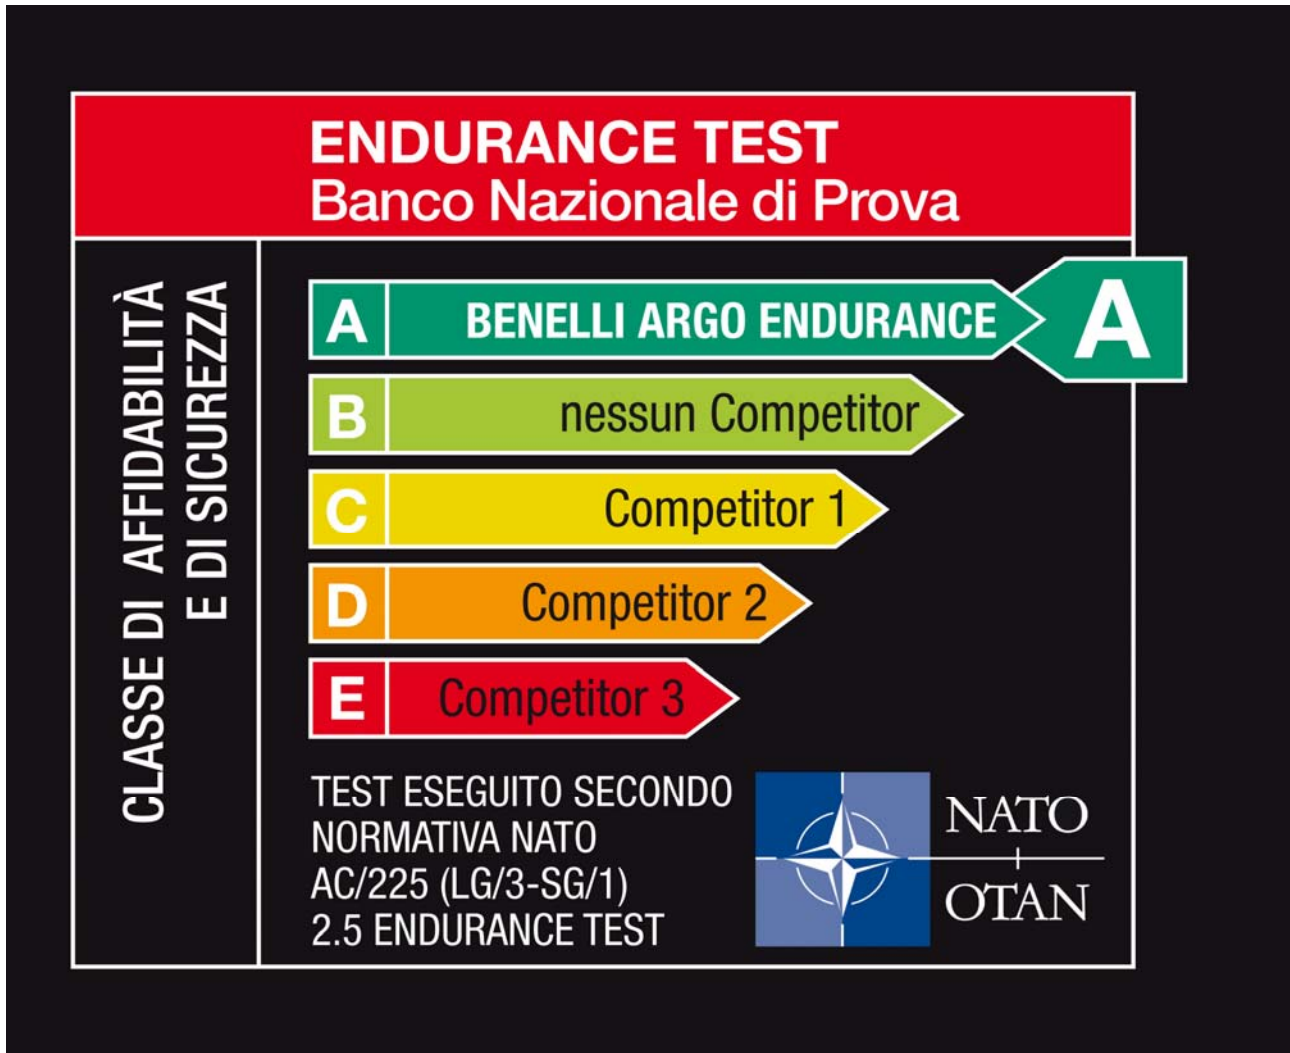 ENDURANCE TEST
Banco Nazionale di Prova
CLASSE DI AFFIDABILITÀ
E DI SICUREZZA
A BENELLI ARGO ENDURANCE A
B nessun Competitor
C Competitor 1
D Competitor 2
E Competitor 3
TEST ESEGUITO SECONDO
NORMATIVA NATO
AC/225 (LG/3-SG/1)
2.5 ENDURANCE TEST
NATO
OTAN